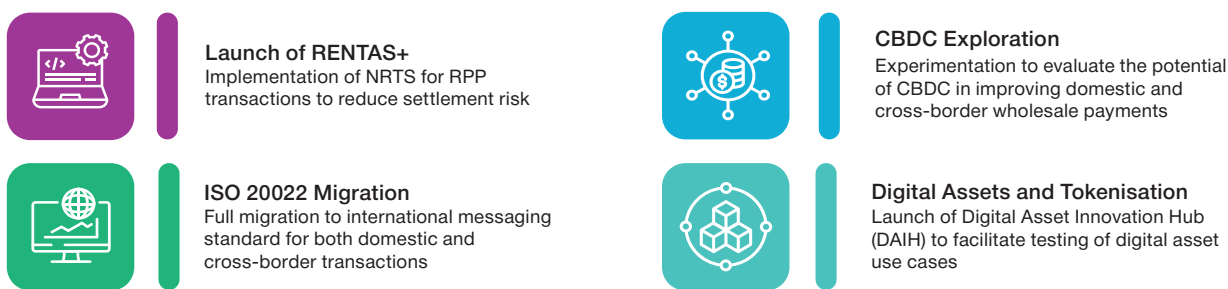 </>
Launch of RENTAS+
Implementation of NRTS for RPP
transactions to reduce settlement risk
$
CBDC Exploration
Experimentation to evaluate the potential
of CBDC in improving domestic and
cross-border wholesale payments
ISO 20022 Migration
Full migration to international messaging
standard for both domestic and
cross-border transactions
Digital Assets and Tokenisation
Launch of Digital Asset Innovation Hub
(DAIH) to facilitate testing of digital asset
use cases